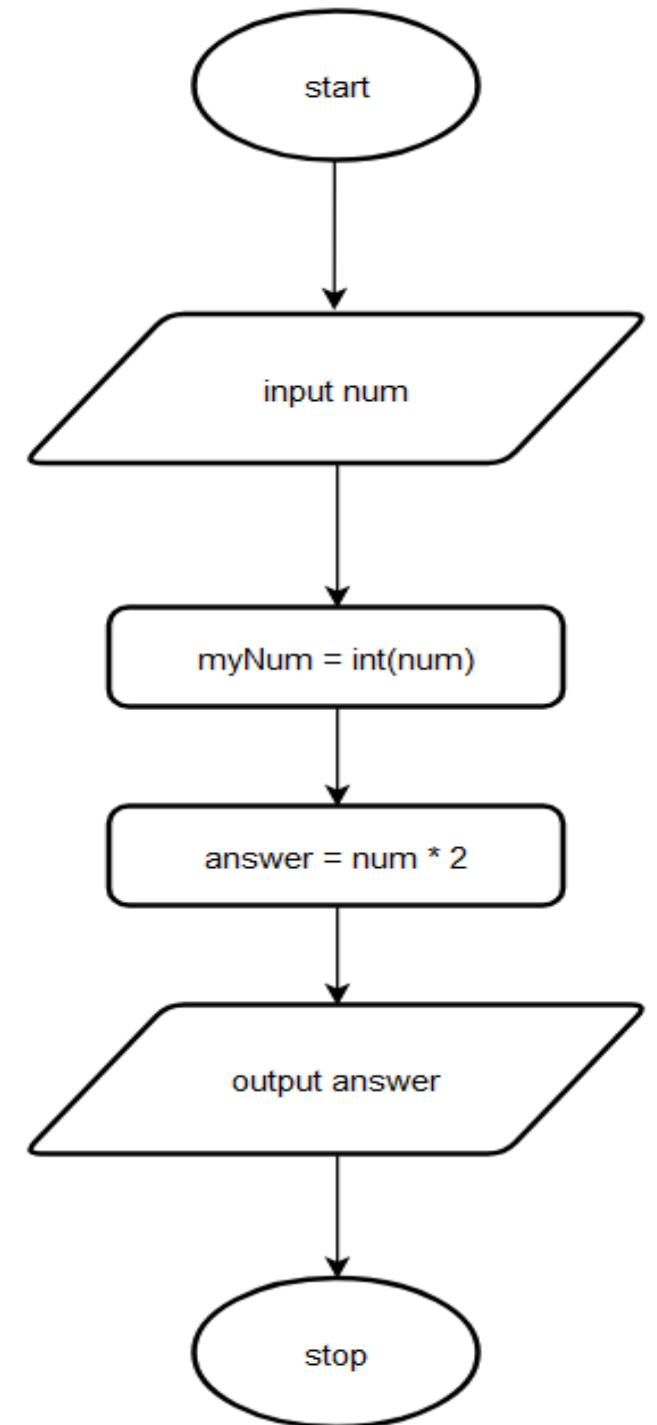 start
input num
myNum = int(num)
answer = num * 2
output answer
stop